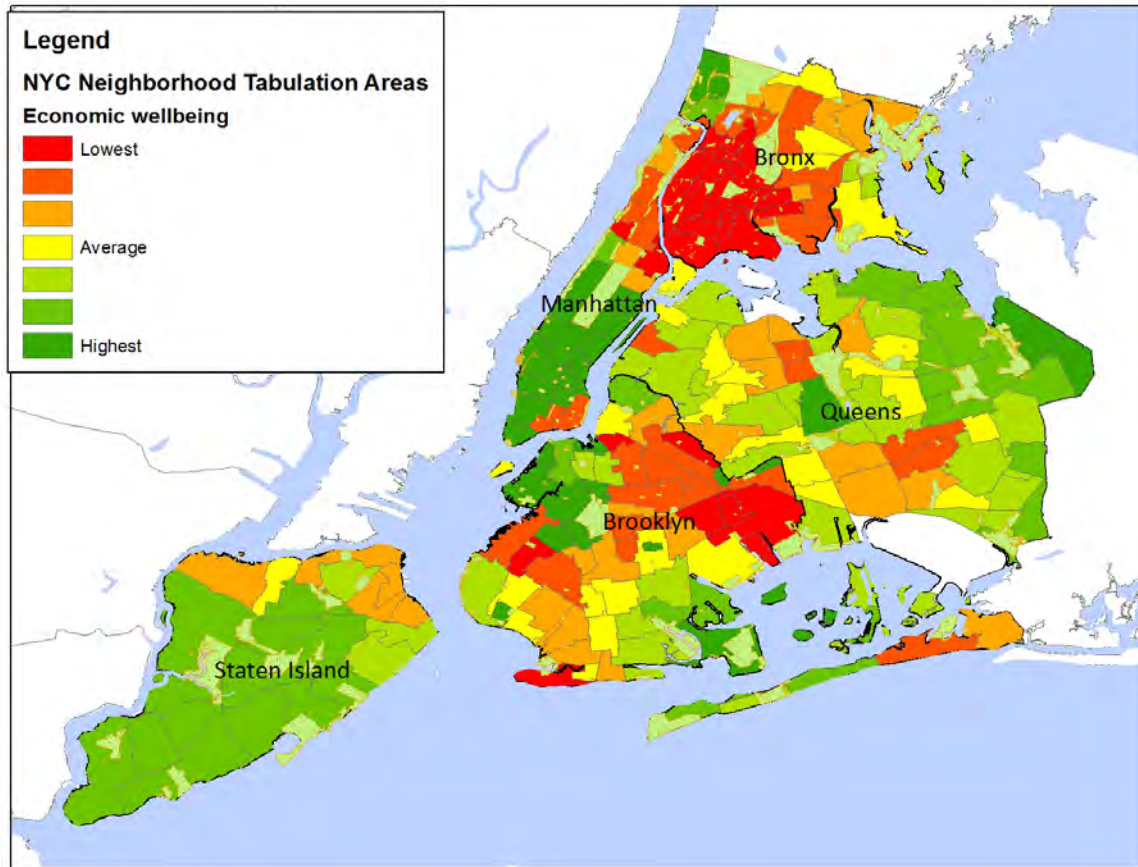 Legend
NYC Neighborhood Tabulation Areas
Economic wellbeing
Lowest
Average
Highest
Bronx
Manhattan
Queens
Brooklyn
Staten Island